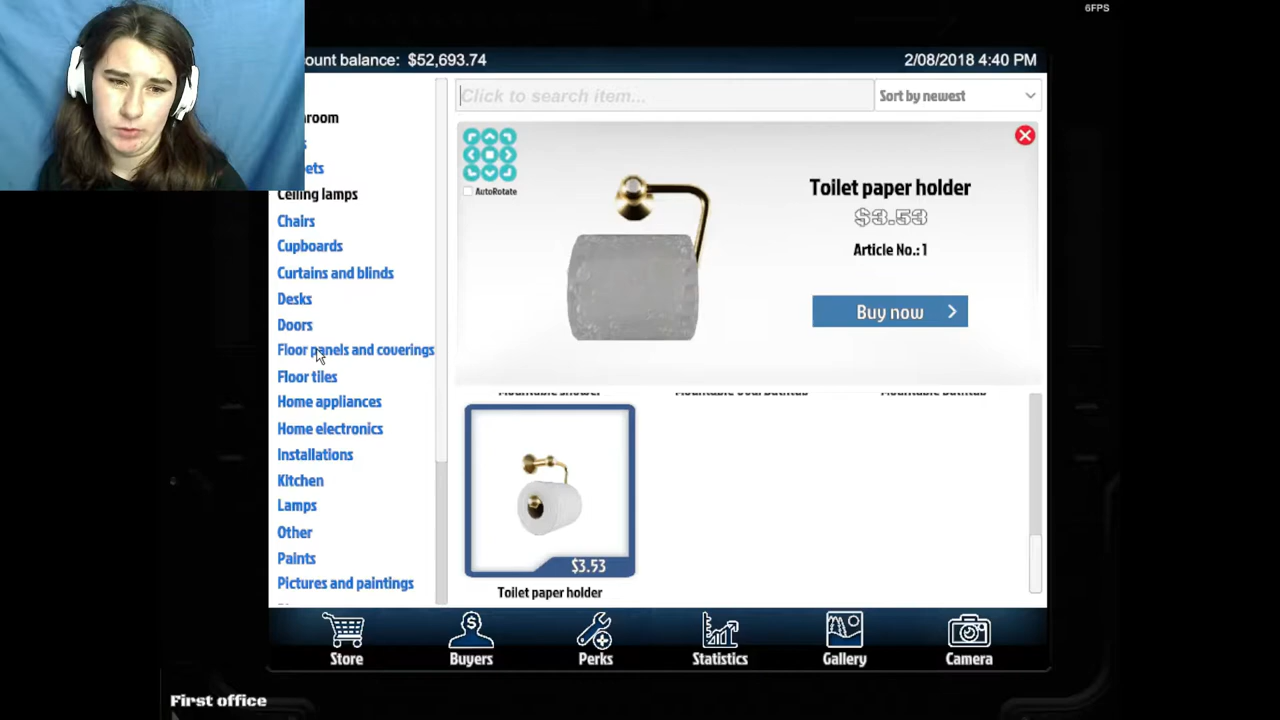 6FPS
ount balance: $52,693.74
2/08/2018 4:40 PM
Click to search item...
Sort by newest
room
AutoRotate
Toilet paper holder
$3.53
Article No.: 1
Buy now
Ceiling lamps
Chairs
Cupboards
Curtains and blinds
Desks
Doors
Floor panels and coverings
Floor tiles
Home appliances
Home electronics
Installations
Kitchen
Lamps
Other
Paints
Pictures and paintings
$3.53
Toilet paper holder
Store
Buyers
Perks
Statistics
Gallery
Camera
First office